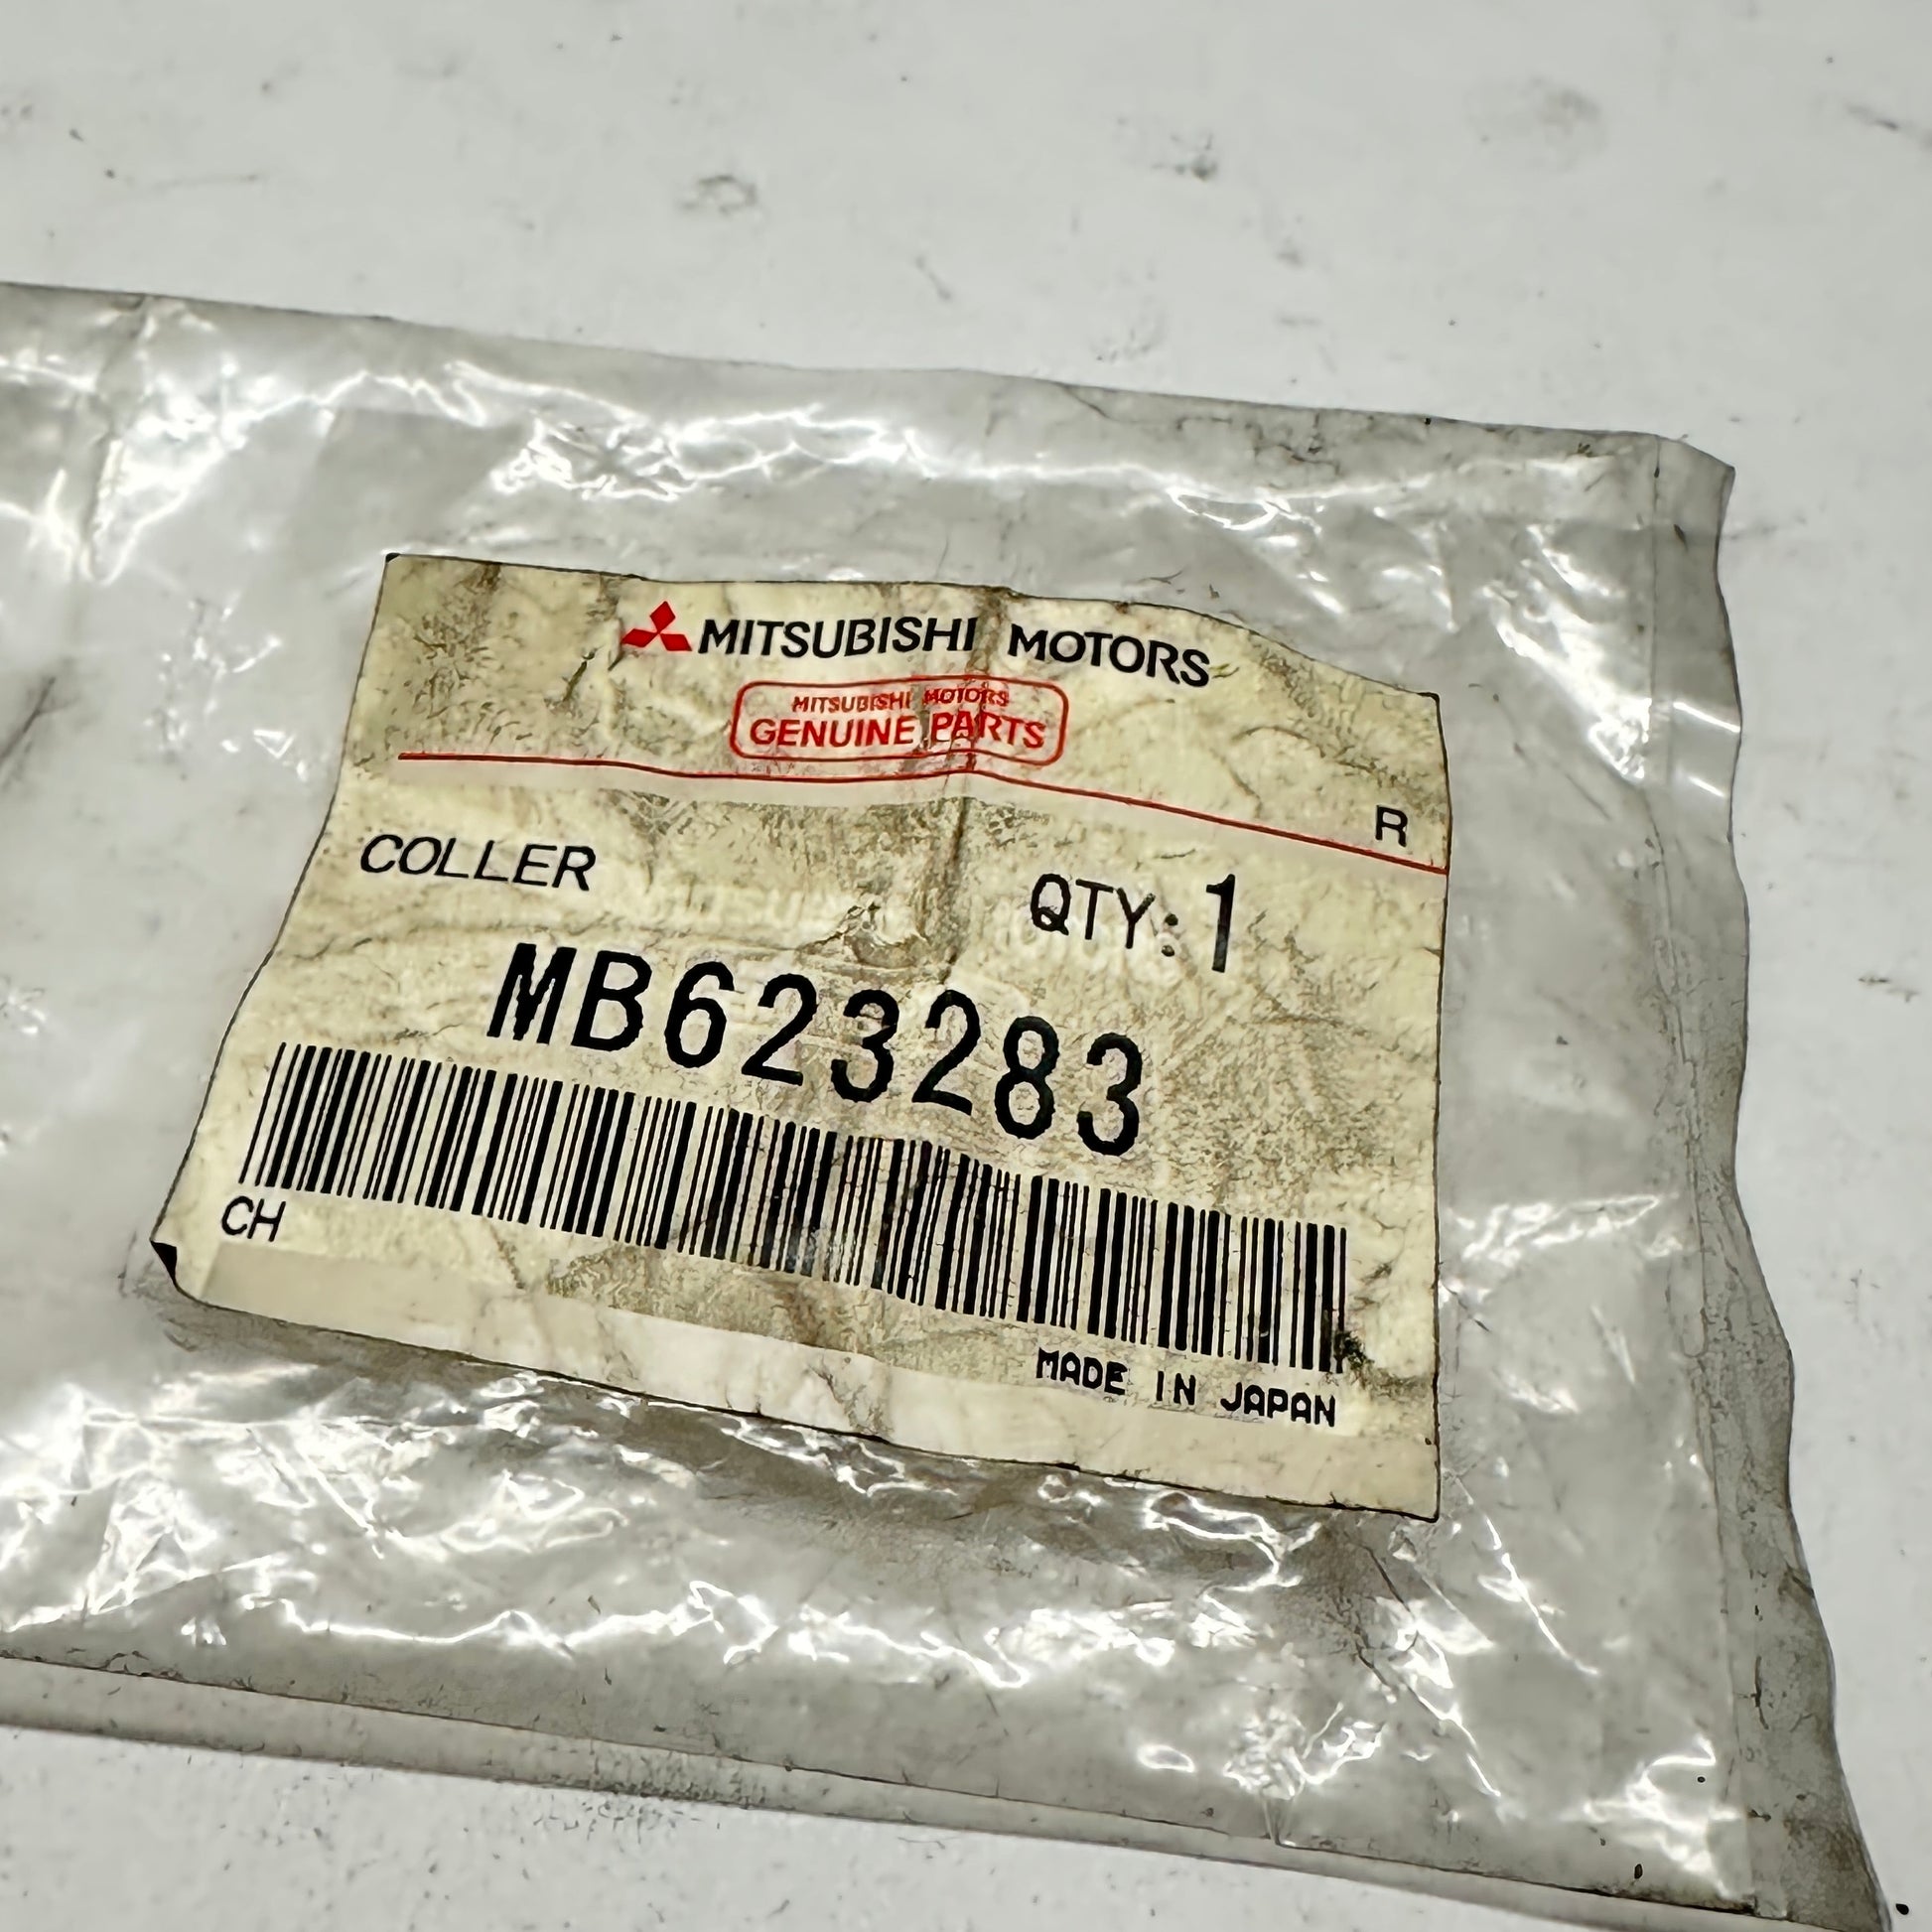 MITSUBISHI MOTORS
MITSUBISHI MOTORS
GENUINE PARTS
R
COLLER
QTY:1
MB623283
CH
MADE IN JAPAN